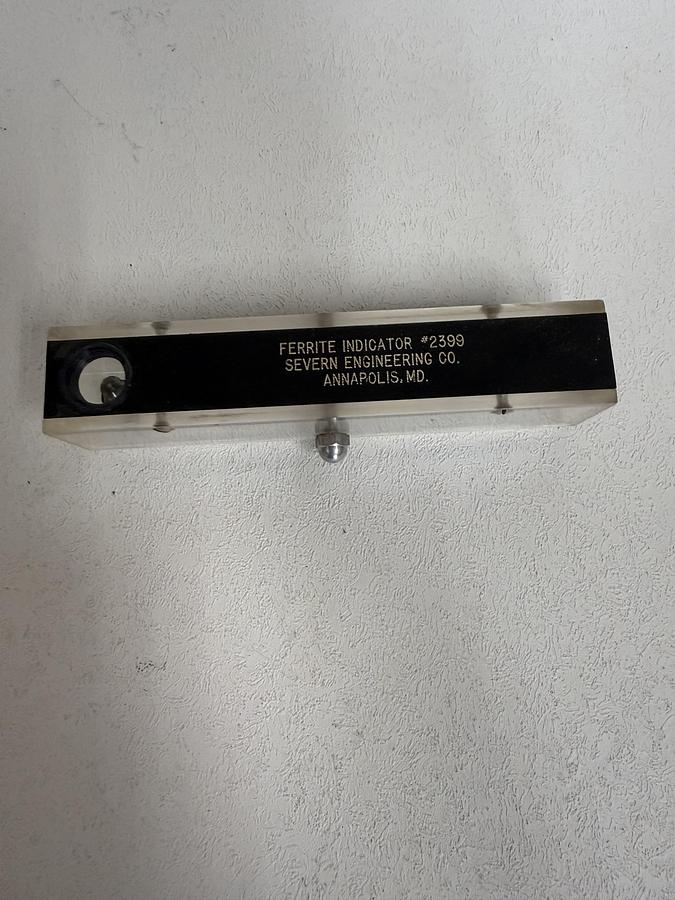 FERRITE INDICATOR #2399
SEVERN ENGINEERING CO.
ANNAPOLIS, MD.